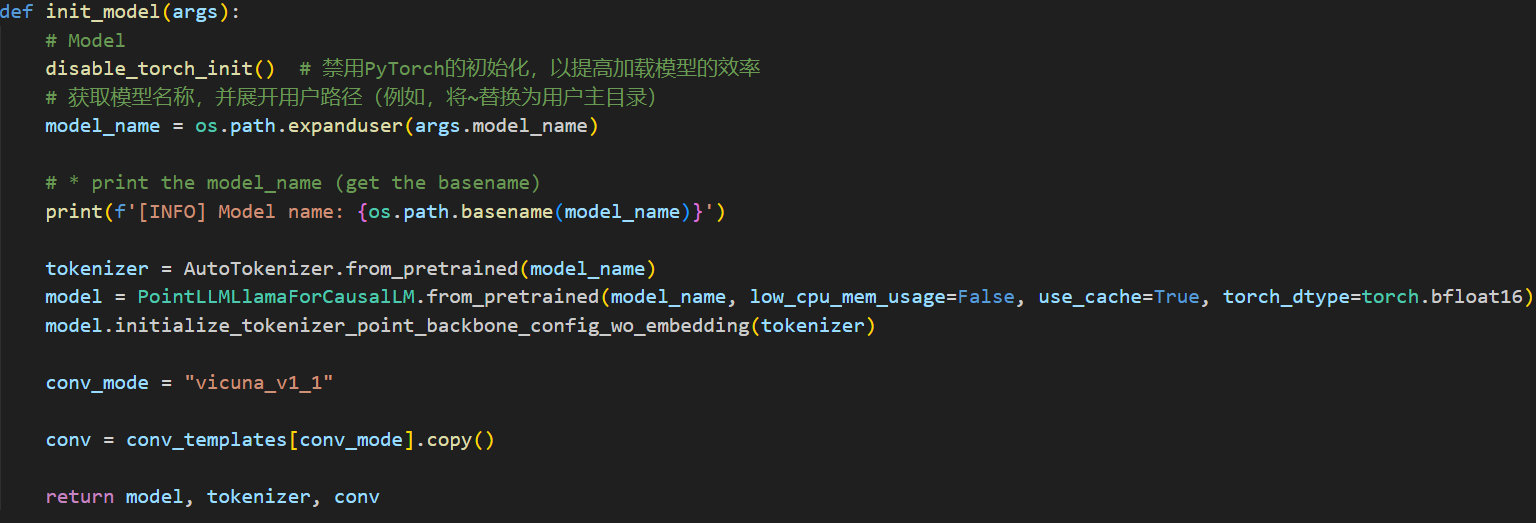 def init_model(args):
    # Model
    disable_torch_init()  # 禁用PyTorch的初始化，以提高加载模型的效率
    # 获取模型名称，并展开用户路径（例如，将~替换为用户主目录）
    model_name = os.path.expanduser(args.model_name)
    # * print the model_name (get the basename)
    print(f'[INFO] Model name: {os.path.basename(model_name)}')
    tokenizer = AutoTokenizer.from_pretrained(model_name)
    model = PointLLMLlamaForCausalLM.from_pretrained(model_name, low_cpu_mem_usage=False, use_cache=True, torch_dtype=torch.bfloat16)
    model.initialize_tokenizer_point_backbone_config_wo_embedding(tokenizer)
    conv_mode = "vicuna_v1_1"
    conv = conv_templates[conv_mode].copy()
    return model, tokenizer, conv